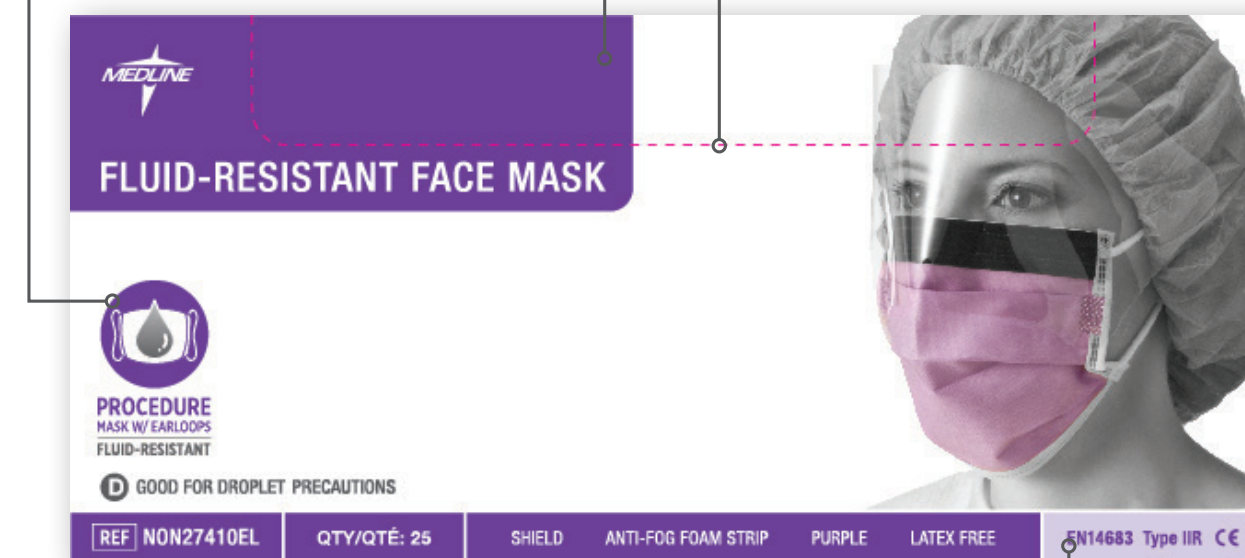 MEDLINE
FLUID-RESISTANT FACE MASK
PROCEDURE
MASK W/ EARLOOPS
FLUID-RESISTANT
D GOOD FOR DROPLET PRECAUTIONS
REF NON27410EL QTY/QTÉ: 25 SHIELD ANTI-FOG FOAM STRIP PURPLE LATEX FREE EN14683 Type IIR CE